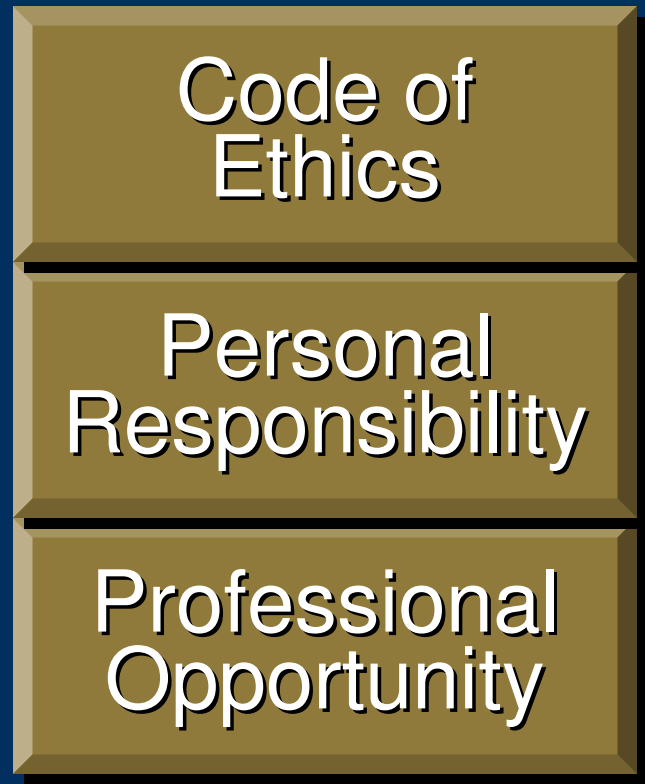 Code of
Ethics
Personal
Responsibility
Professional
Opportunity